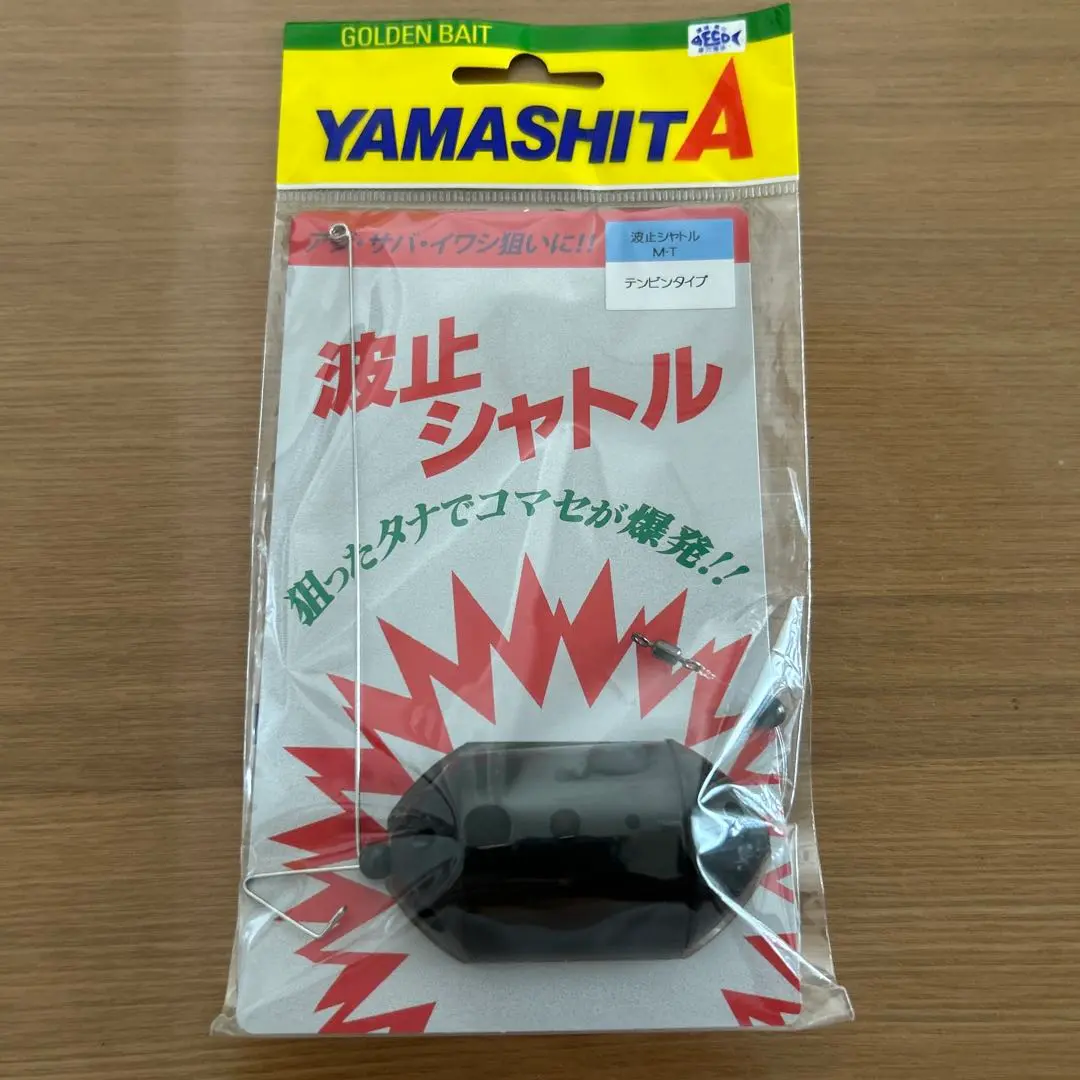 GOLDEN BAIT
YAMASHITA
アジ・サバ・イワシ狙いに!!
波止シャトル
M-T
テンビンタイプ
波止
シャトル
狙ったタナでコマセが爆発!!